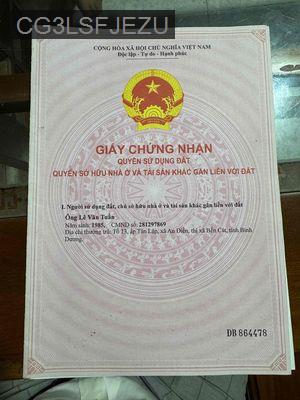 CG3LSFJEZU
CỘNG HÒA XÃ HỘI CHỦ NGHĨA VIỆT NAM
Độc lập - Tự do - Hạnh phúc
GIẤY CHỨNG NHẬN
QUYỀN SỬ DỤNG ĐẤT
QUYỀN SỞ HỮU NHÀ Ở VÀ TÀI SẢN KHÁC GẮN LIỀN VỚI ĐẤT
I. Người sử dụng đất, chủ sở hữu nhà ở và tài sản khác gắn liền với đất
Ông Lê Văn Tuấn
Năm sinh: 1985, CMND số: 281297869
Địa chỉ thường trú: Tổ 13, ấp Tân Lập, xã An Điền, thị xã Bến Cát, tỉnh Bình
Dương.
DB 864478